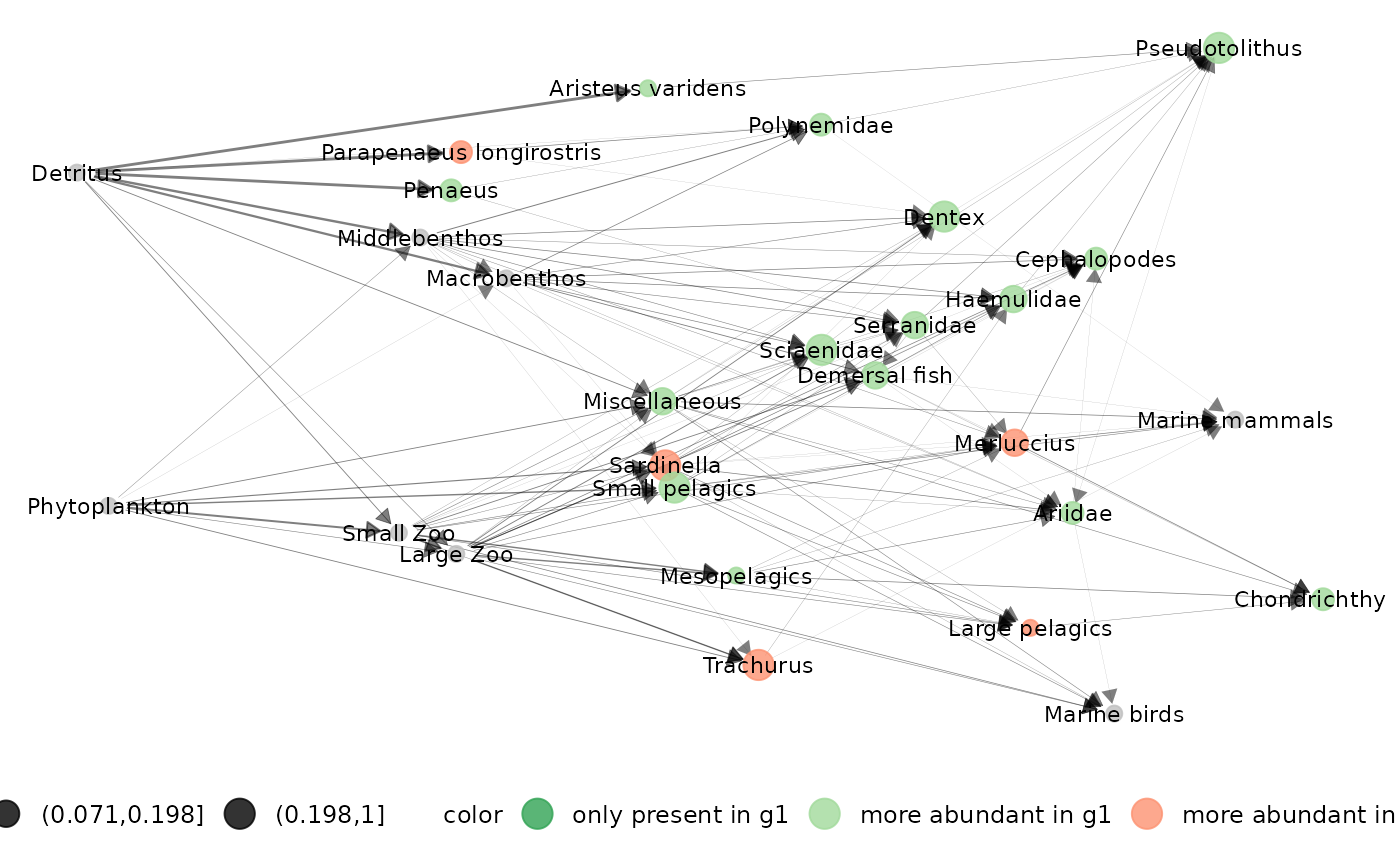 Pseudotolithus
Aristeus varidens
Polynemidae
Parapenaeus longirostris
Detritus
Penaeus
Dentex
Middlebenthos
Cephalopodes
Macrobenthos
Haemulidae
Serranidae
Sciaenidae
Demersal fish
Miscellaneous
Marine mammals
Merluccius
Sardinella
Small pelagics
Phytoplankton
Ariidae
Small Zoo
Large Zoo
Mesopelagics
Chondrichthy
Large pelagics
Trachurus
Marine birds
(0.071,0.198] (0.198,1] color only present in g1 more abundant in g1 more abundant in